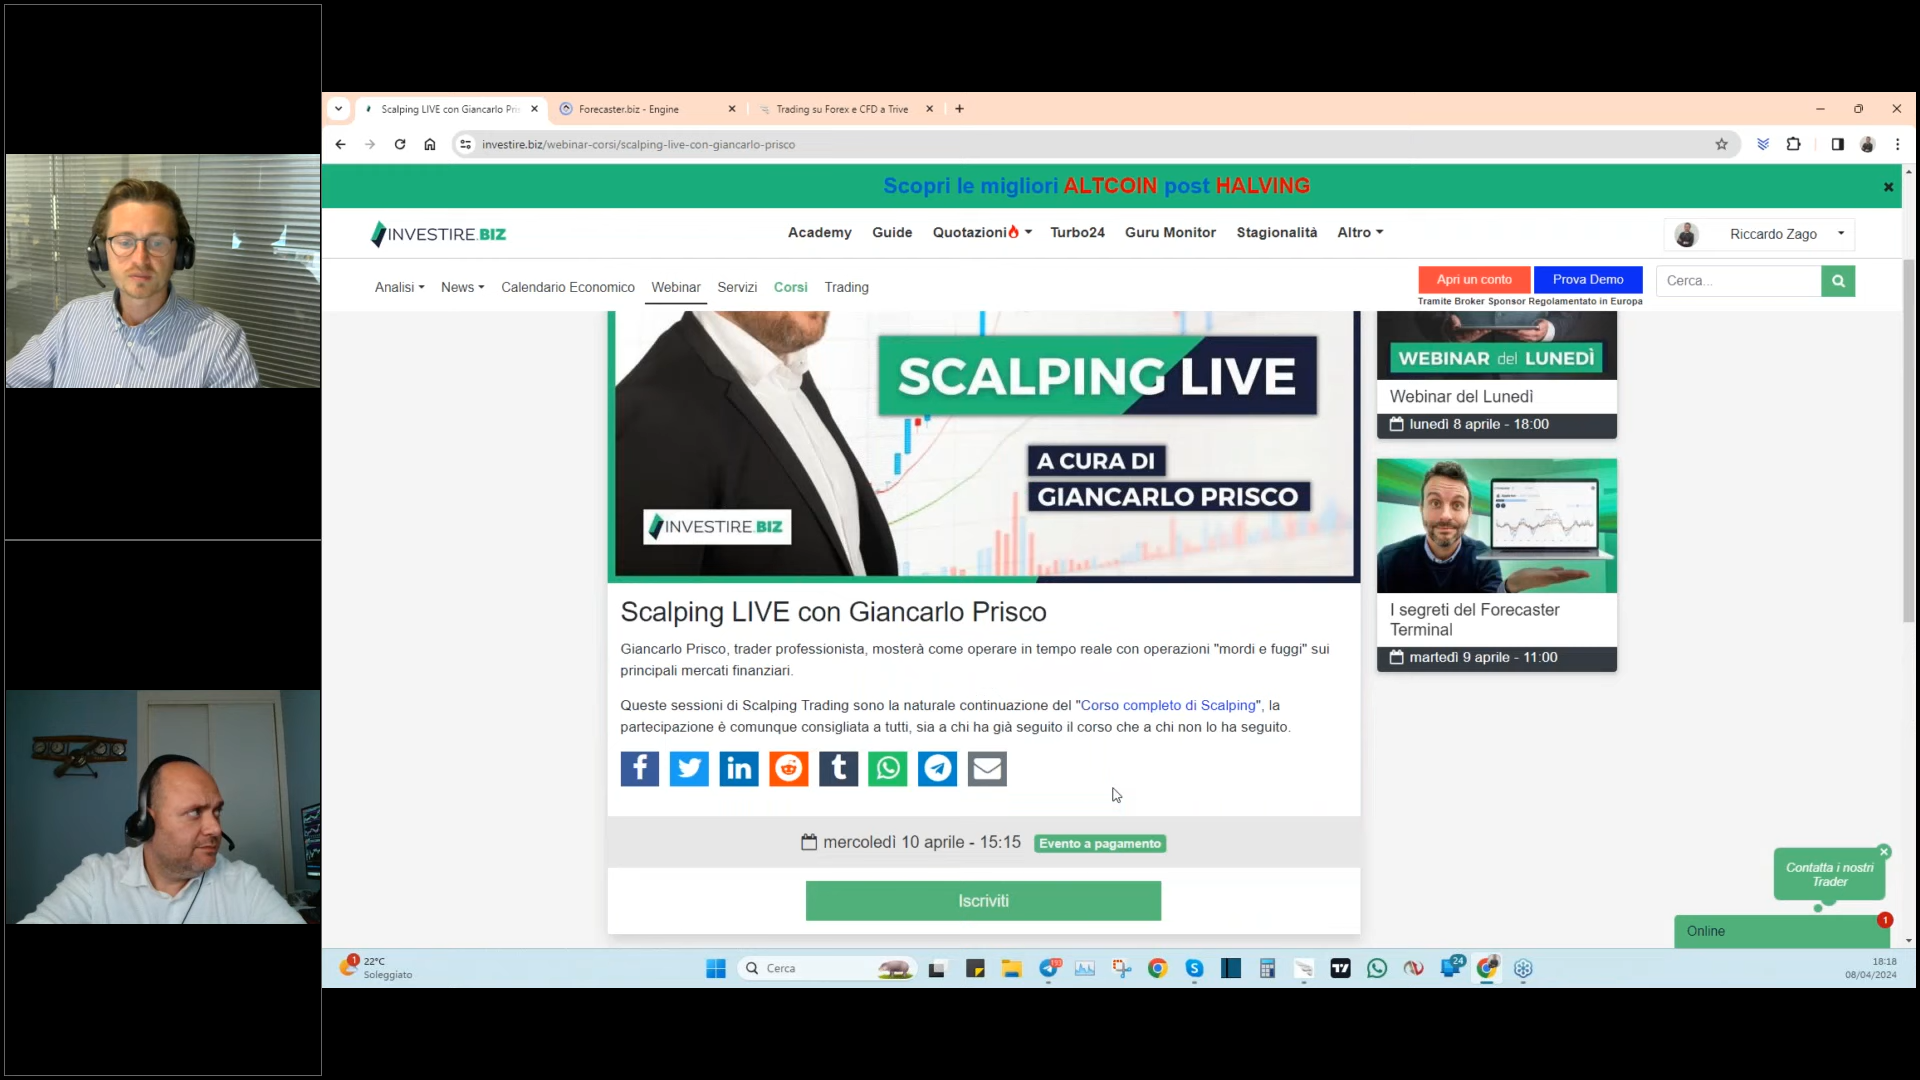 Scalping LIVE con Giancarlo Pris
Forecaster.biz - Engine
Trading su Forex e CFD a Trive
investire.biz/webinar-corsi/scalping-live-con-giancarlo-prisco
Scopri le migliori ALTCOIN post HALVING
INVESTIRE.BIZ
Academy
Guide
Quotazioni
Turbo24
Guru Monitor
Stagionalità
Altro
Riccardo Zago
Analisi
News
Calendario Economico
Webinar
Servizi
Corsi
Trading
Apri un conto
Prova Demo
Tramite Broker Sponsor Regolamentato in Europa
Cerca...
SCALPING LIVE
A CURA DI
GIANCARLO PRISCO
INVESTIRE.BIZ
WEBINAR del LUNEDÌ
Webinar del Lunedì
lunedì 8 aprile - 18:00
I segreti del Forecaster
Terminal
martedì 9 aprile - 11:00
Scalping LIVE con Giancarlo Prisco
Giancarlo Prisco, trader professionista, mosterà come operare in tempo reale con operazioni "mordi e fuggi" sui
principali mercati finanziari.
Queste sessioni di Scalping Trading sono la naturale continuazione del "Corso completo di Scalping", la
partecipazione è comunque consigliata a tutti, sia a chi ha già seguito il corso che a chi non lo ha seguito.
mercoledì 10 aprile - 15:15
Evento a pagamento
Iscriviti
Contatta i nostri
Trader
Online
1
1
22°C
Soleggiato
Cerca
24
18:18
08/04/2024